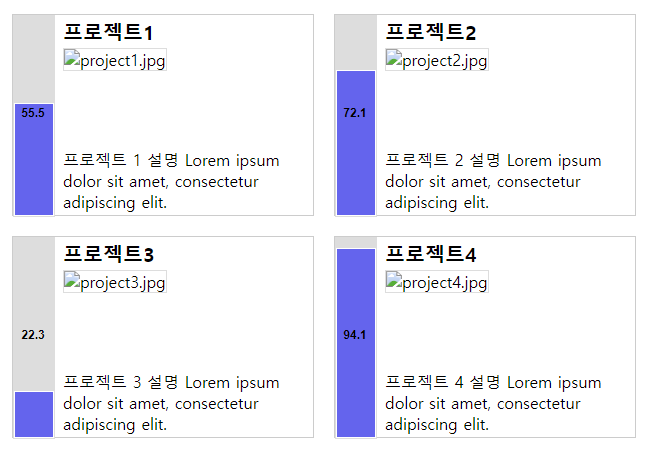 프로젝트1
project1.jpg
55.5
프로젝트 1 설명 Lorem ipsum
dolor sit amet, consectetur
adipiscing elit.
프로젝트2
project2.jpg
72.1
프로젝트 2 설명 Lorem ipsum
dolor sit amet, consectetur
adipiscing elit.
프로젝트3
project3.jpg
22.3
프로젝트 3 설명 Lorem ipsum
dolor sit amet, consectetur
adipiscing elit.
프로젝트4
project4.jpg
94.1
프로젝트 4 설명 Lorem ipsum
dolor sit amet, consectetur
adipiscing elit.